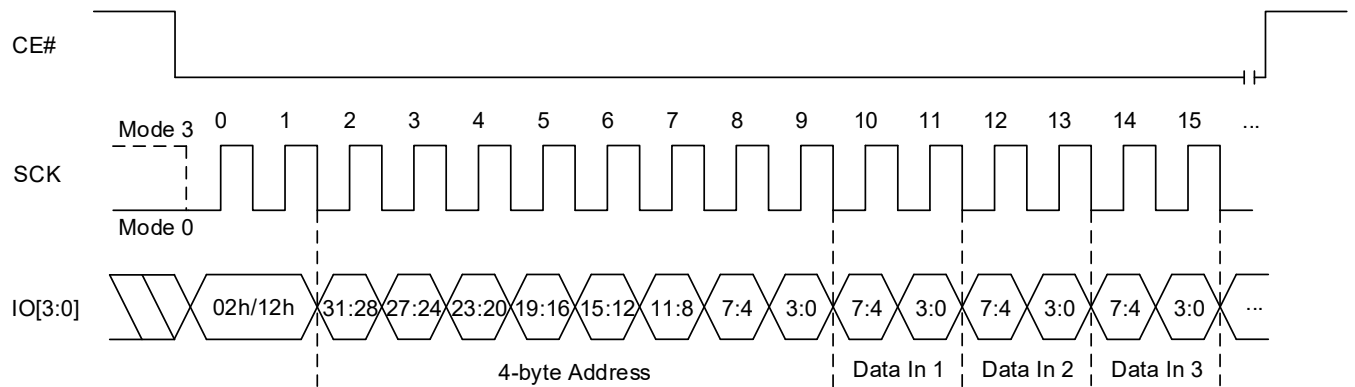 CE#
0 1 2 3 4 5 6 7 8 9 10 11 12 13 14 15 ...
Mode 3
SCK
Mode 0
IO[3:0] 02h/12h 31:28 27:24 23:20 19:16 15:12 11:8 7:4 3:0 7:4 3:0 7:4 3:0 7:4 3:0 ...
4-byte Address Data In 1 Data In 2 Data In 3